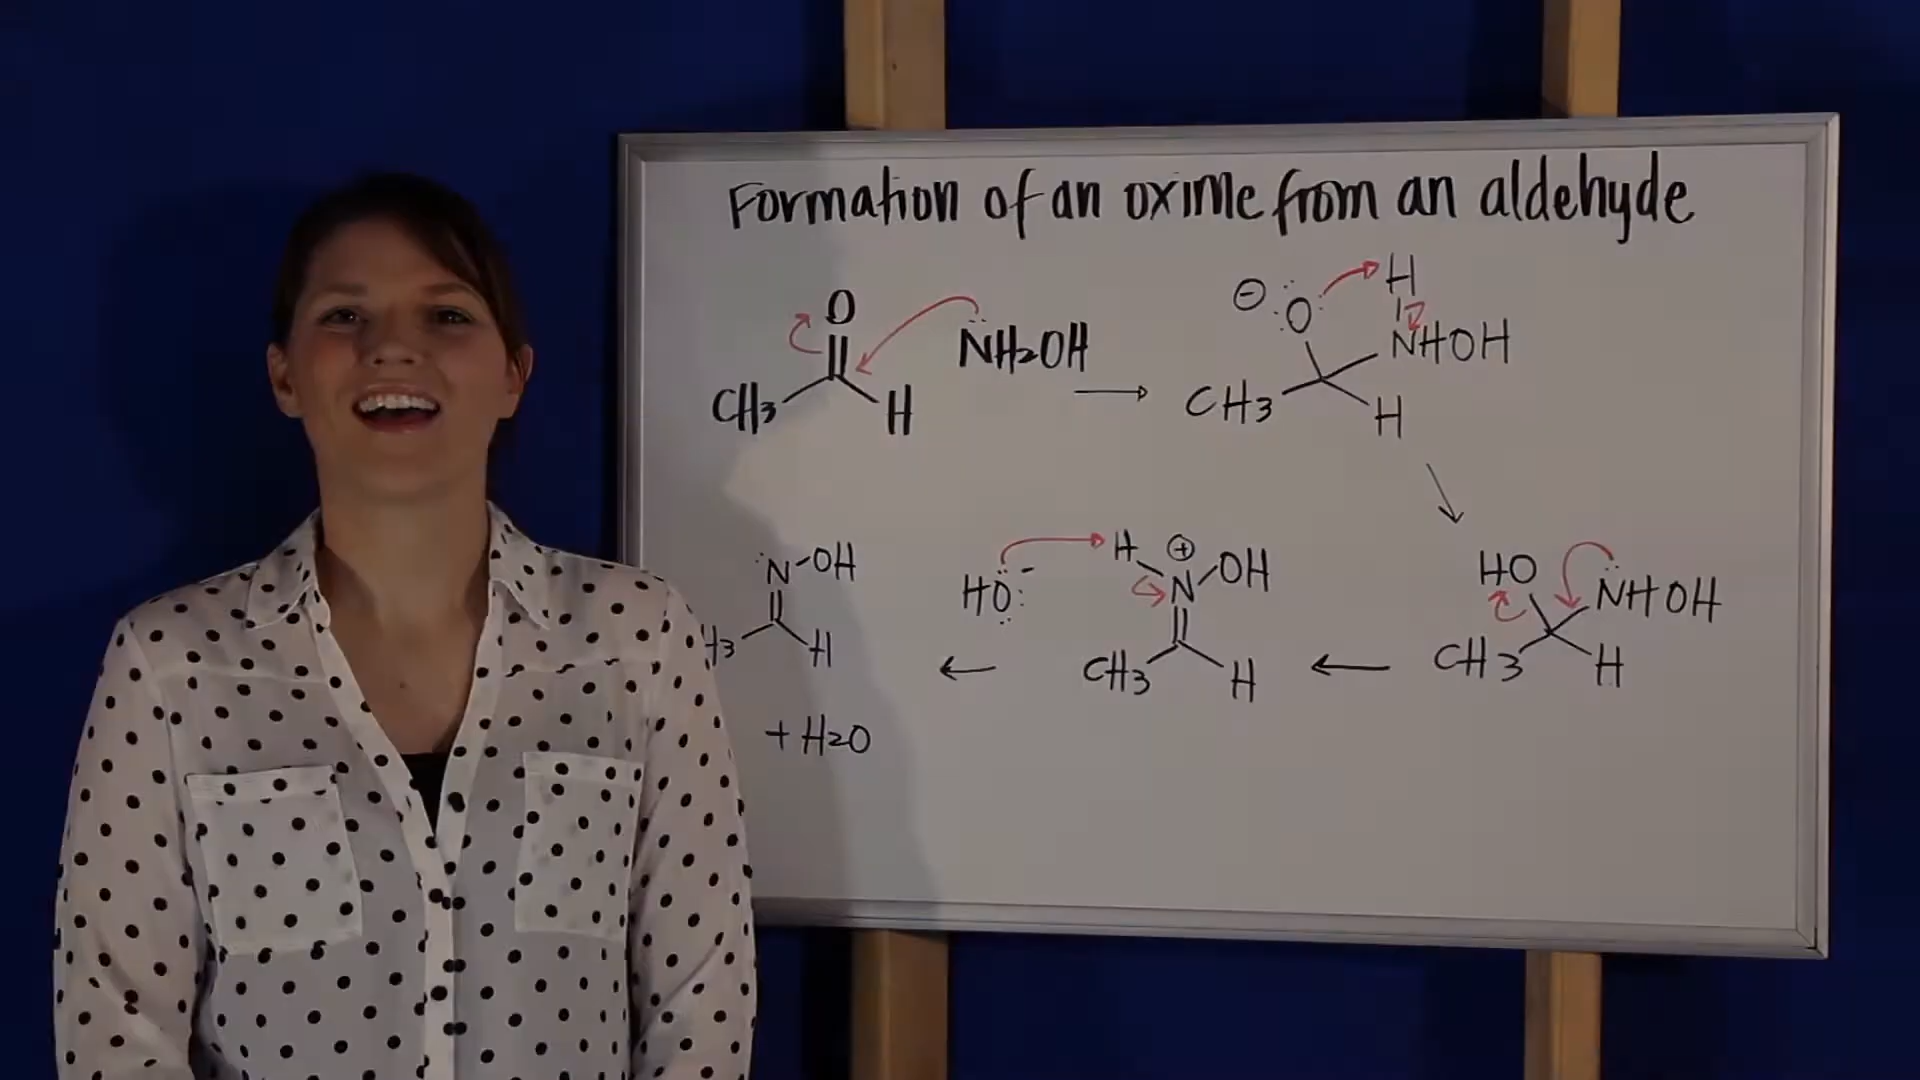 Formation of an oxime from an aldehyde
O
NH2OH
CH3 H
⊖ :O: H
NHOH
CH3 H
HO NHOH
CH3 H
HO:- H ⊕ N-OH
CH3 H
:N-OH
H3 H
+ H2O